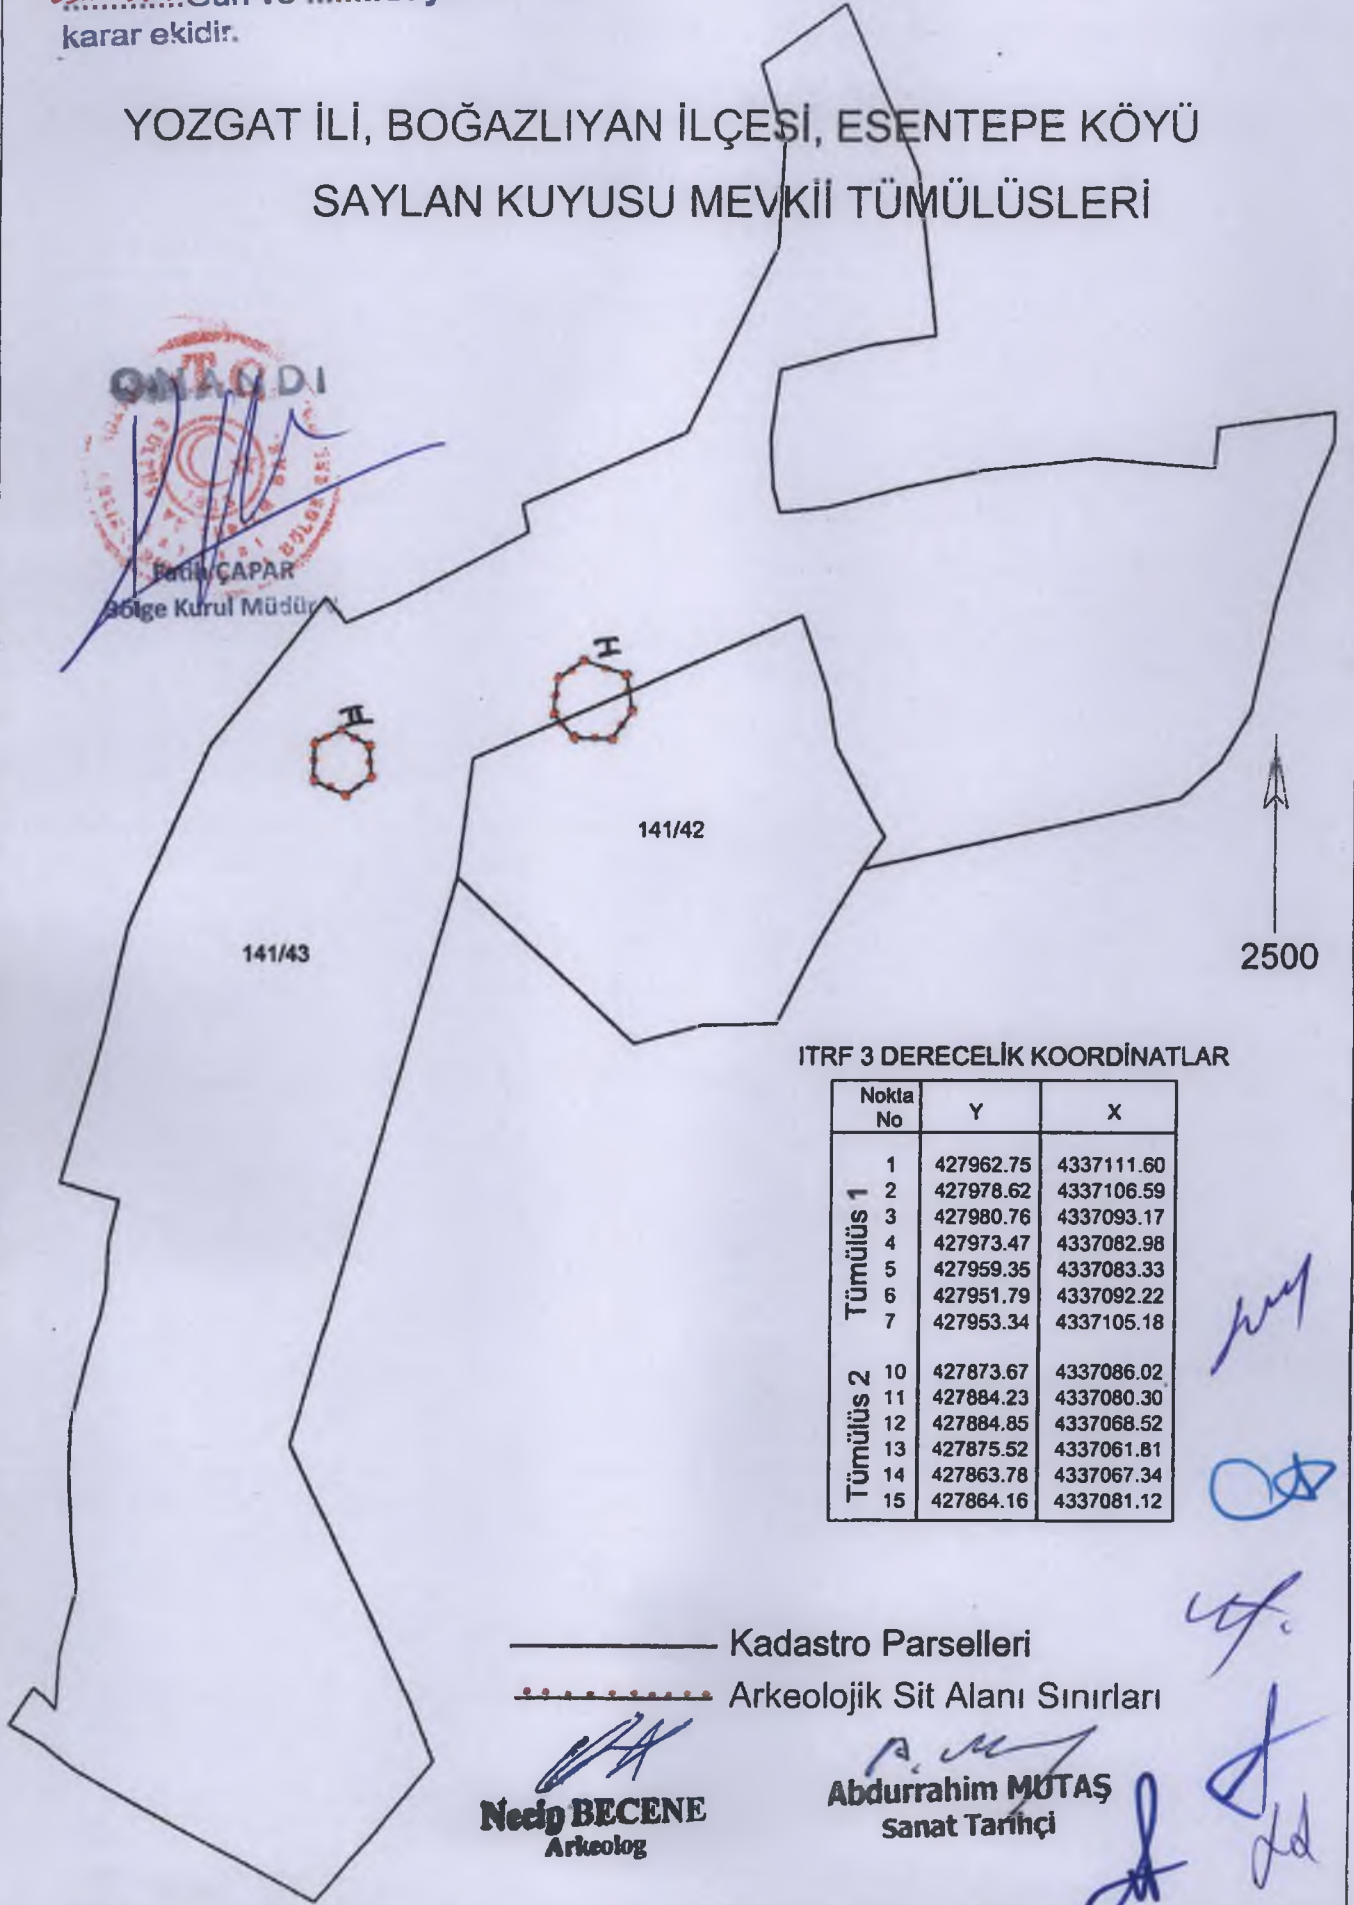 karar ekidir.
YOZGAT İLİ, BOĞAZLIYAN İLÇESİ, ESENTEPE KÖYÜ
SAYLAN KUYUSU MEVKİİ TÜMÜLÜSLERİ
T.C.
ONANDI
Fatih ÇAPAR
Bölge Kurul Müdür V.
I
II
141/42
141/43
2500
ITRF 3 DERECELİK KOORDİNATLAR
Nokta No Y X
Tümülüs 1
1 427962.75 4337111.60
2 427978.62 4337106.59
3 427980.76 4337093.17
4 427973.47 4337082.98
5 427959.35 4337083.33
6 427951.79 4337092.22
7 427953.34 4337105.18
Tümülüs 2
10 427873.67 4337086.02
11 427884.23 4337080.30
12 427884.85 4337068.52
13 427875.52 4337061.81
14 427863.78 4337067.34
15 427864.16 4337081.12
Kadastro Parselleri
Arkeolojik Sit Alanı Sınırları
Necip BECENE
Arkeolog
Abdurrahim MUTAŞ
Sanat Tarihçi